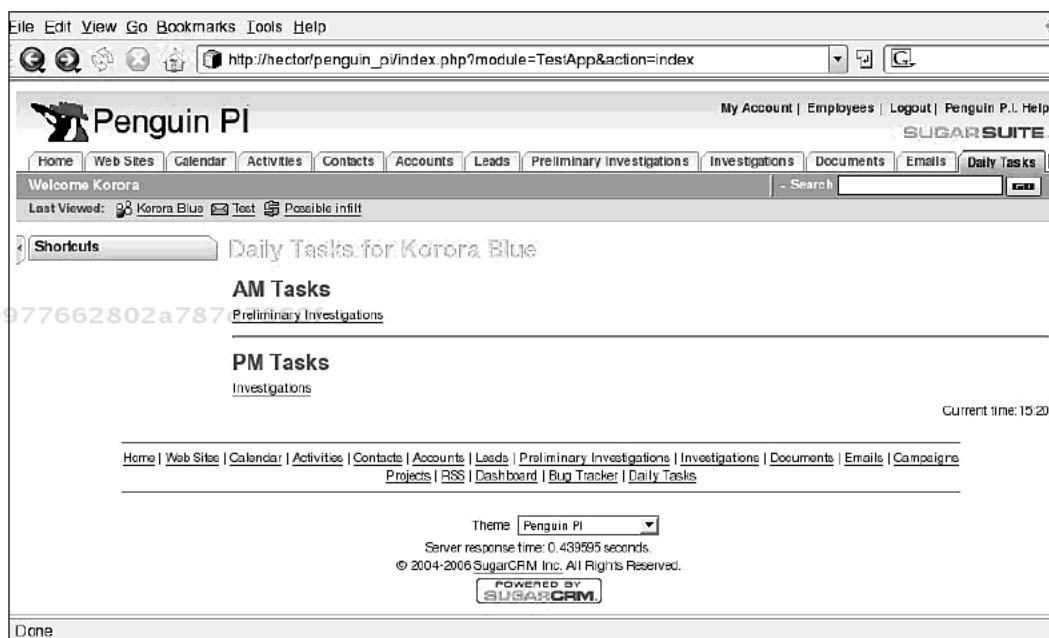 File Edit View Go Bookmarks Tools Help
http://hector/penguin_pi/index.php?module=TestApp&action=index
G
Penguin PI
My Account | Employees | Logout | Penguin P.I. Help
SUGARSUITE
Home Web Sites Calendar Activities Contacts Accounts Leads Preliminary Investigations Investigations Documents Emails Daily Tasks
Welcome Korora
- Search
GO
Last Viewed: Korora Blue Test Possible infilt
Shortcuts
Daily Tasks for Korora Blue
AM Tasks
Preliminary Investigations
PM Tasks
Investigations
Current time: 15:20
Home | Web Sites | Calendar | Activities | Contacts | Accounts | Leads | Preliminary Investigations | Investigations | Documents | Emails | Campaigns
Projects | RSS | Dashboard | Bug Tracker | Daily Tasks
Theme Penguin PI
Server response time: 0.439595 seconds.
© 2004-2006 SugarCRM Inc. All Rights Reserved.
POWERED BY
SUGARCRM.
Done